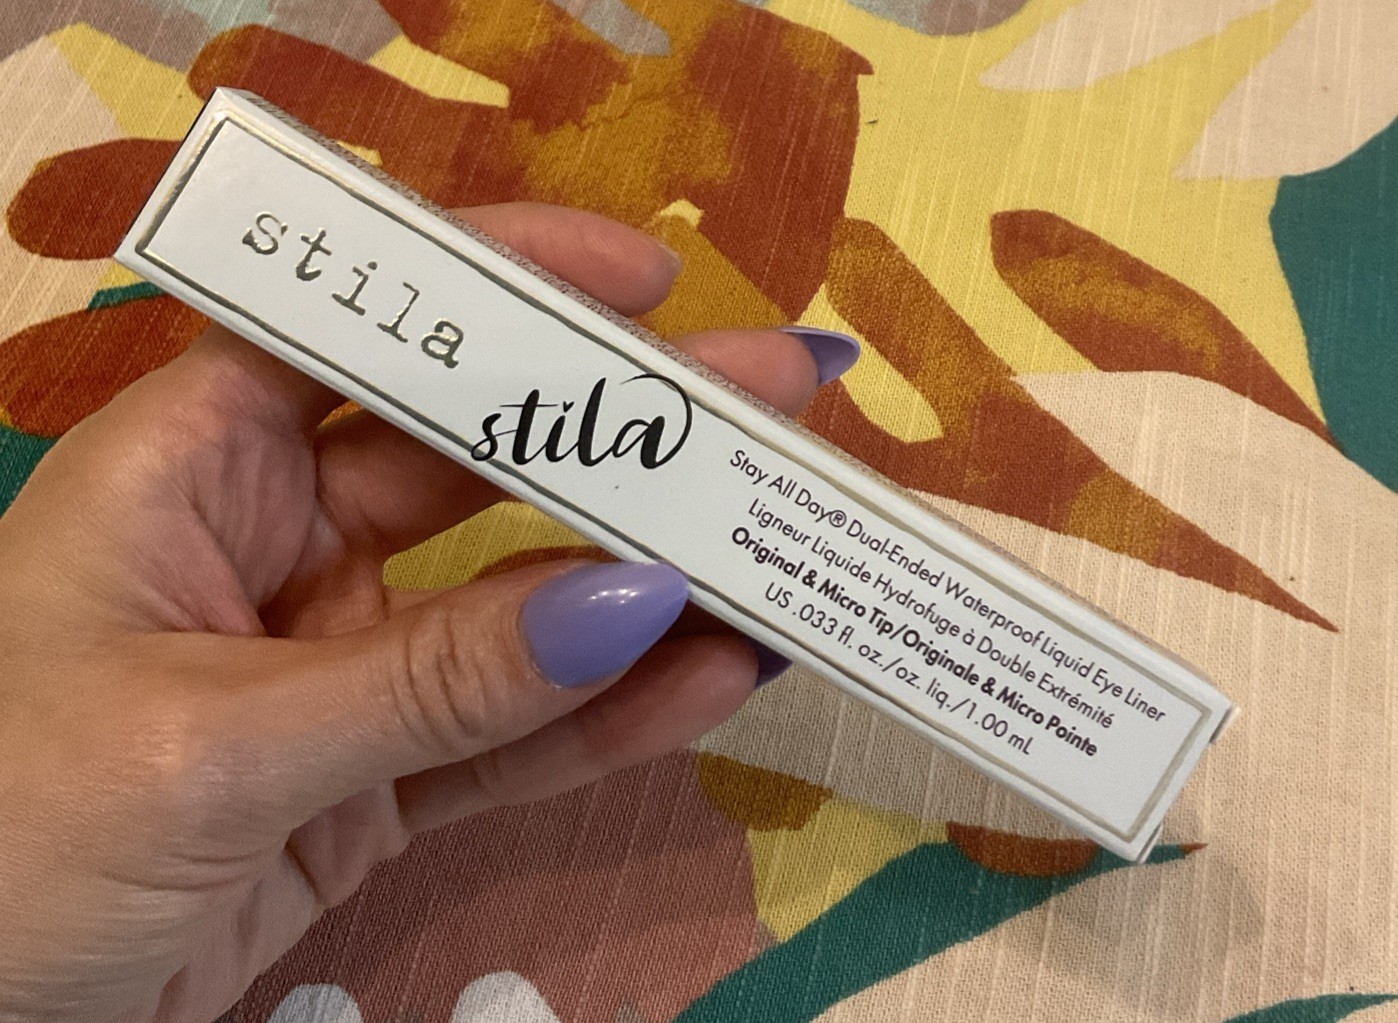 stila
stila
Stay All Day® Dual-Ended Waterproof Liquid Eye Liner
Ligneur Liquide Hydrofuge à Double Extrémité
Original & Micro Tip/Originale & Micro Pointe
US .033 fl. oz./oz. liq./1.00 mL